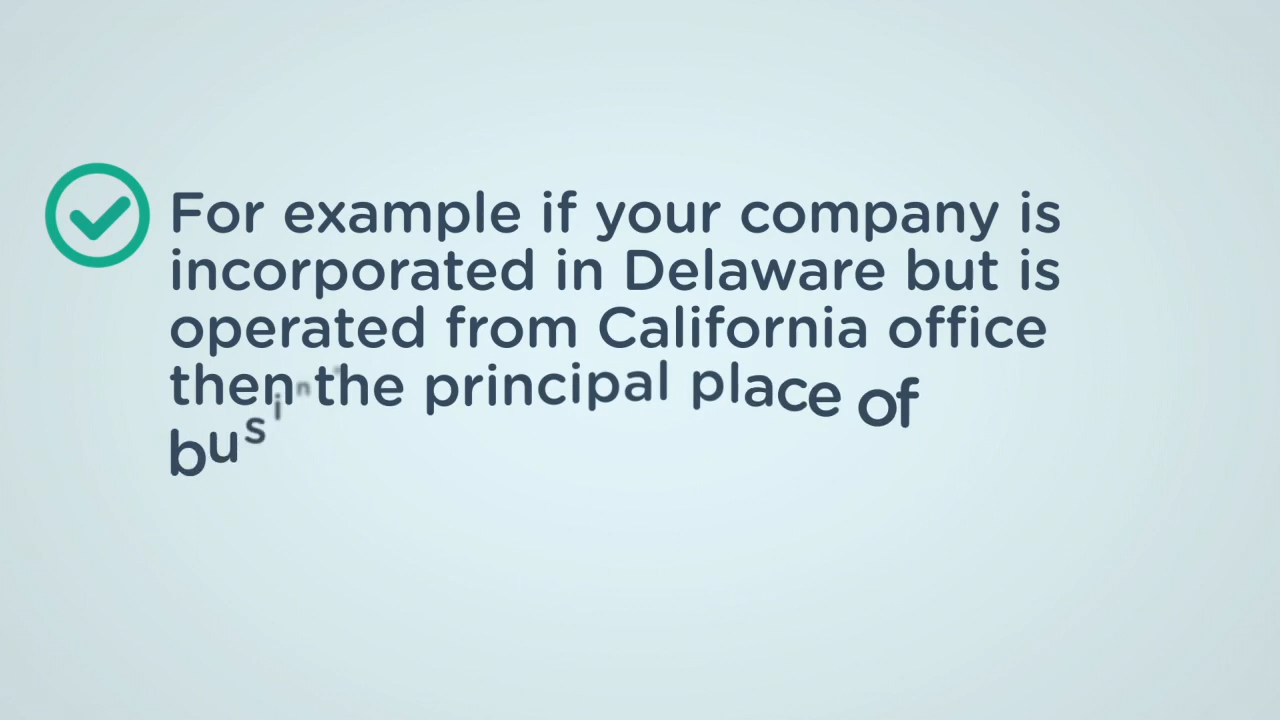 For example if your company is
incorporated in Delaware but is
operated from California office
then the principal place of
busin